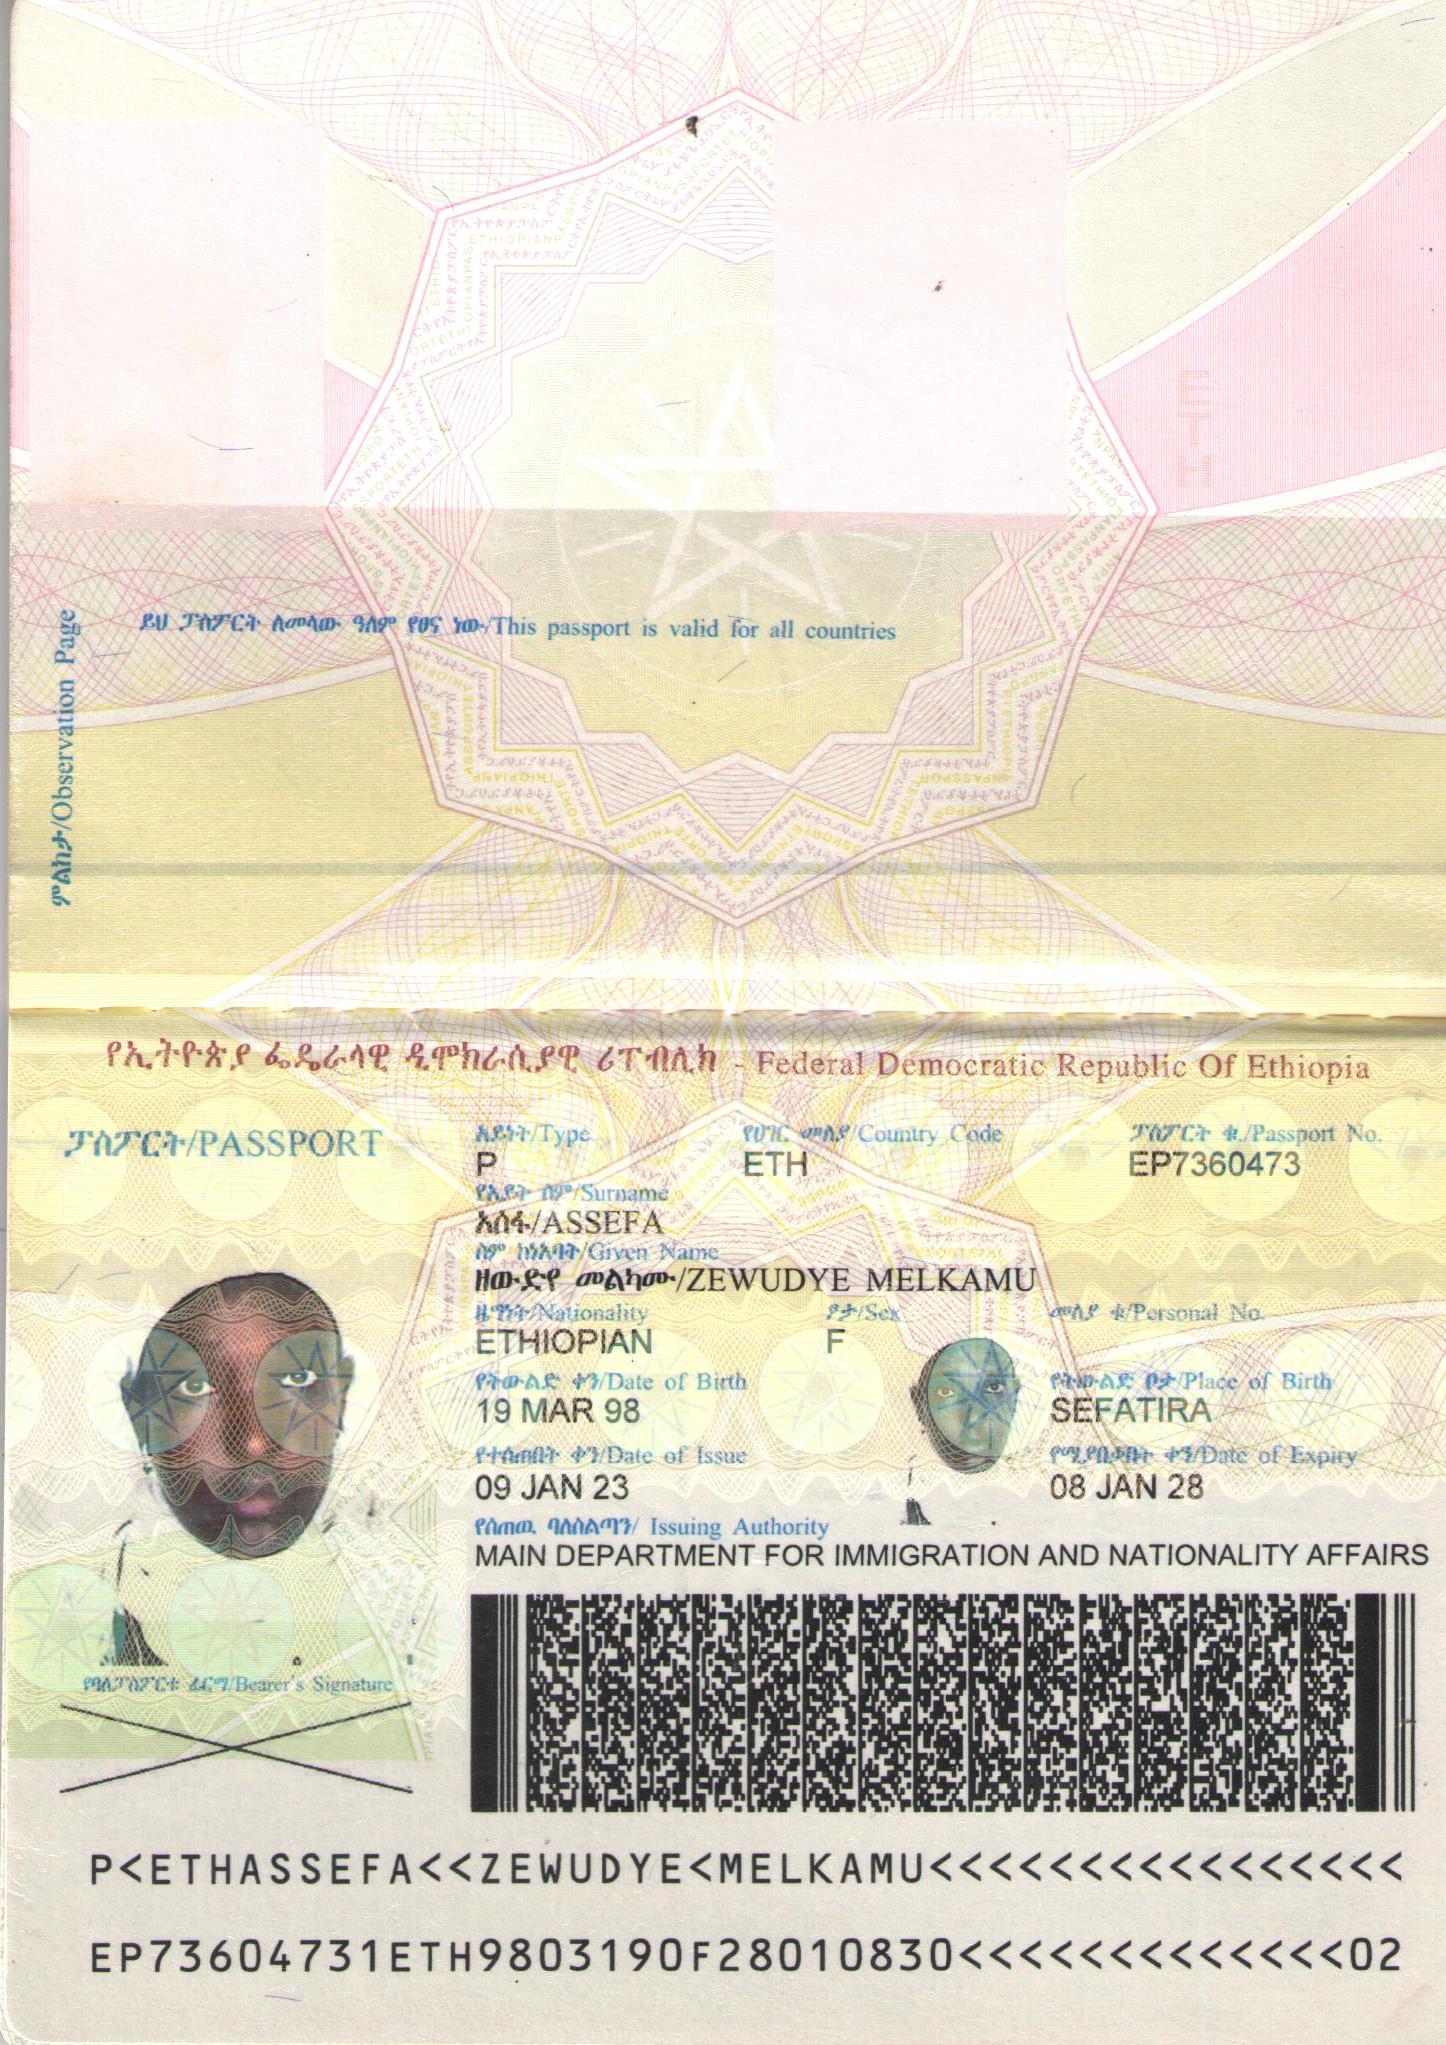 ይህ ፓስፖርት ለመላው ዓለም የፀና ነው/This passport is valid for all countries
ምልከታ/Observation Page
የኢትዮጵያ ፌዴራላዊ ዲሞክራሲያዊ ሪፐብሊክ - Federal Democratic Republic Of Ethiopia
ፓስፖርት/PASSPORT
አይነት/Type
P
የሀገር መለያ/Country Code
ETH
ፓስፖርት ቁ./Passport No.
EP7360473
የአያት ስም/Surname
አሰፋ/ASSEFA
ስም ከነአባት/Given Name
ዘውድየ መልካሙ/ZEWUDYE MELKAMU
ዜግነት/Nationality
ETHIOPIAN
ፆታ/Sex
F
መለያ ቁ/Personal No.
የትውልድ ቀን/Date of Birth
19 MAR 98
የትውልድ ቦታ/Place of Birth
SEFATIRA
የተሰጠበት ቀን/Date of Issue
09 JAN 23
የሚያበቃበት ቀን/Date of Expiry
08 JAN 28
የሰጠዉ ባለስልጣን/ Issuing Authority
MAIN DEPARTMENT FOR IMMIGRATION AND NATIONALITY AFFAIRS
የባለፓስፖርቱ ፊርማ/Bearer's Signature
P<ETHASSEFA<<ZEWUDYE<MELKAMU<<<<<<<<<<<<<<<<
EP73604731ETH9803190F28010830<<<<<<<<<<<<<02